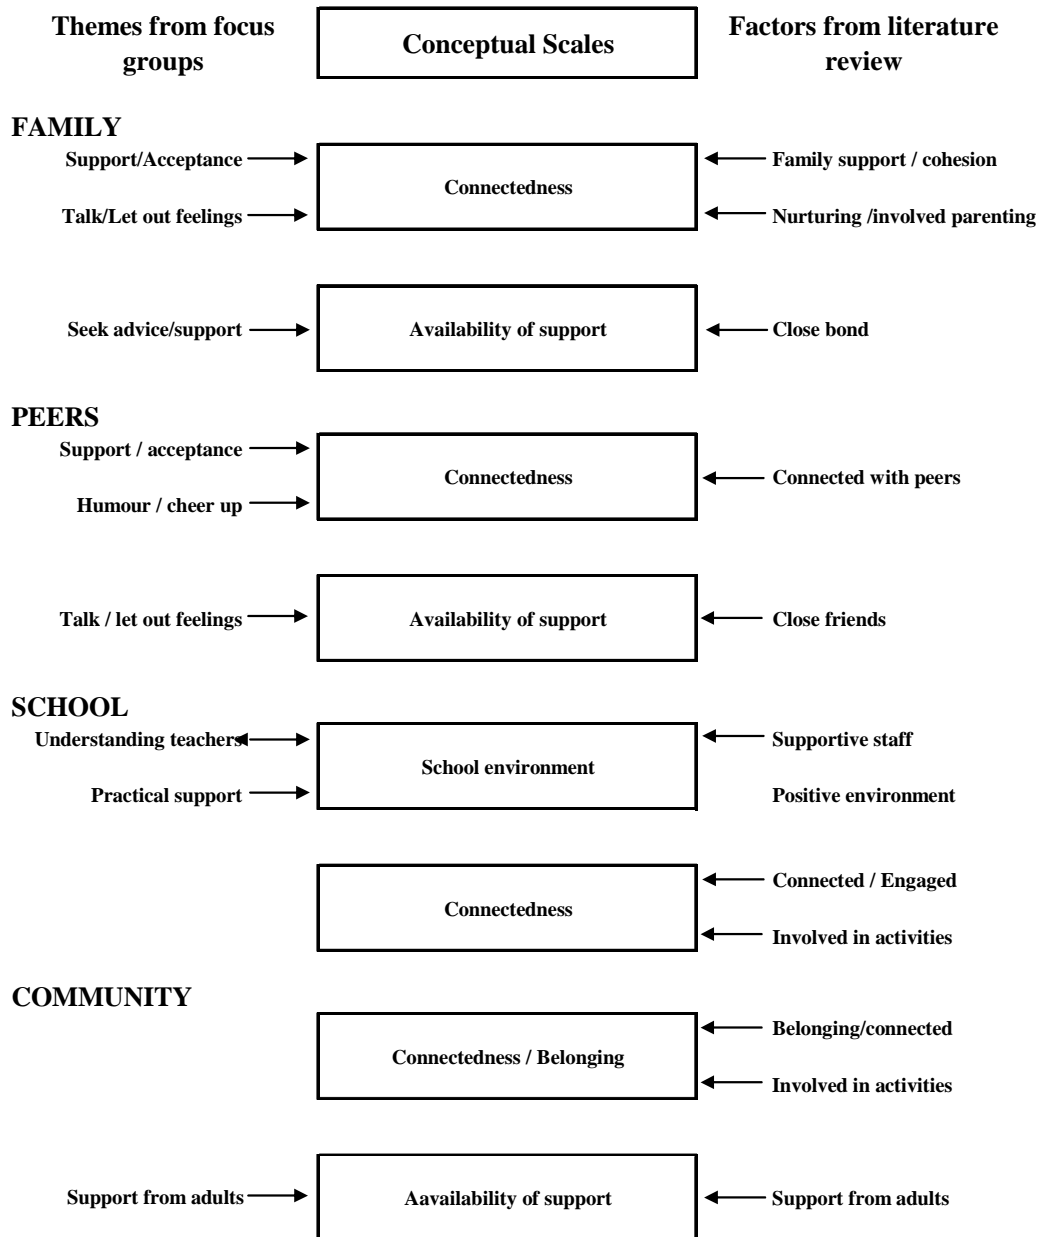 Themes from focus
groups
Conceptual Scales
Factors from literature
review
FAMILY
Support/Acceptance
Talk/Let out feelings
Connectedness
Family support / cohesion
Nurturing /involved parenting
Seek advice/support
Availability of support
Close bond
PEERS
Support / acceptance
Humour / cheer up
Connectedness
Connected with peers
Talk / let out feelings
Availability of support
Close friends
SCHOOL
Understanding teachers
Practical support
School environment
Supportive staff
Positive environment
Connectedness
Connected / Engaged
Involved in activities
COMMUNITY
Connectedness / Belonging
Belonging/connected
Involved in activities
Support from adults
Aavailability of support
Support from adults